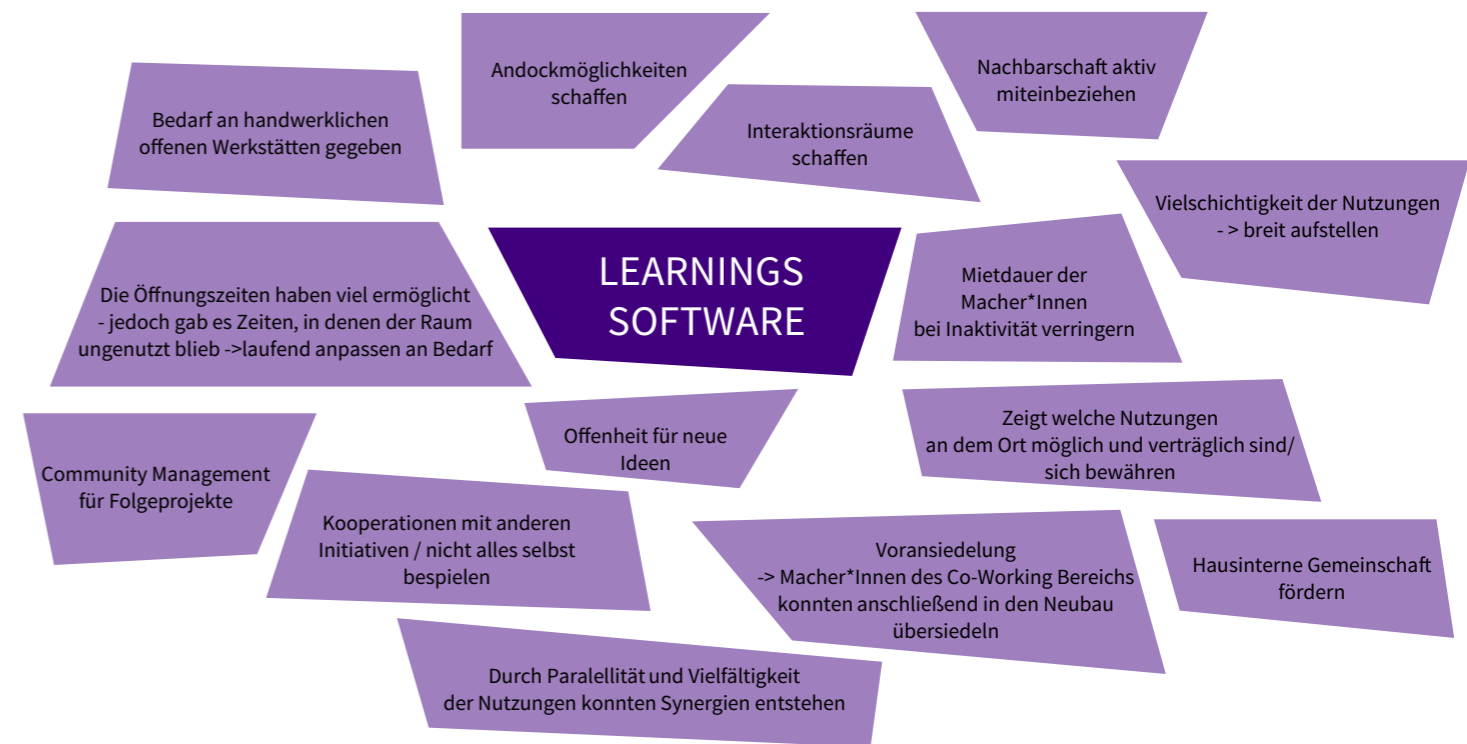 Andockmöglichkeiten
schaffen
Nachbarschaft aktiv
miteinbeziehen
Bedarf an handwerklichen
offenen Werkstätten gegeben
Interaktionsräume
schaffen
Vielschichtigkeit der Nutzungen
- > breit aufstellen
LEARNINGS
SOFTWARE
Mietdauer der
Macher*Innen
bei Inaktivität verringern
Die Öffnungszeiten haben viel ermöglicht
- jedoch gab es Zeiten, in denen der Raum
ungenutzt blieb ->laufend anpassen an Bedarf
Offenheit für neue
Ideen
Zeigt welche Nutzungen
an dem Ort möglich und verträglich sind/
sich bewähren
Community Management
für Folgeprojekte
Kooperationen mit anderen
Initiativen / nicht alles selbst
bespielen
Voransiedelung
-> Macher*Innen des Co-Working Bereichs
konnten anschließend in den Neubau
übersiedeln
Hausinterne Gemeinschaft
fördern
Durch Paralellität und Vielfältigkeit
der Nutzungen konnten Synergien entstehen